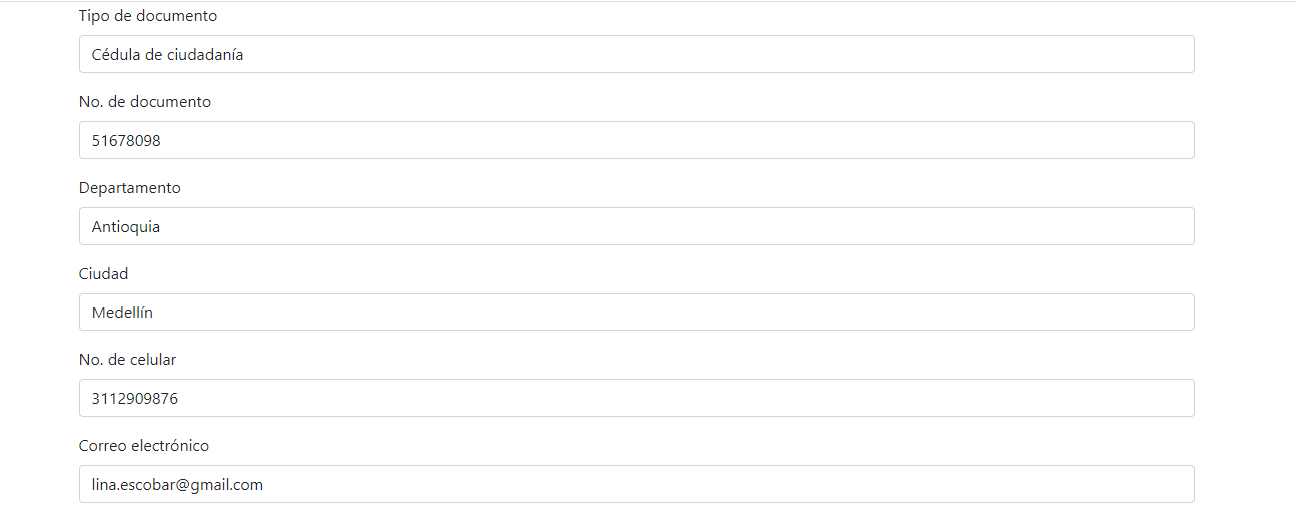 Tipo de documento
Cédula de ciudadanía
No. de documento
51678098
Departamento
Antioquia
Ciudad
Medellín
No. de celular
3112909876
Correo electrónico
lina.escobar@gmail.com